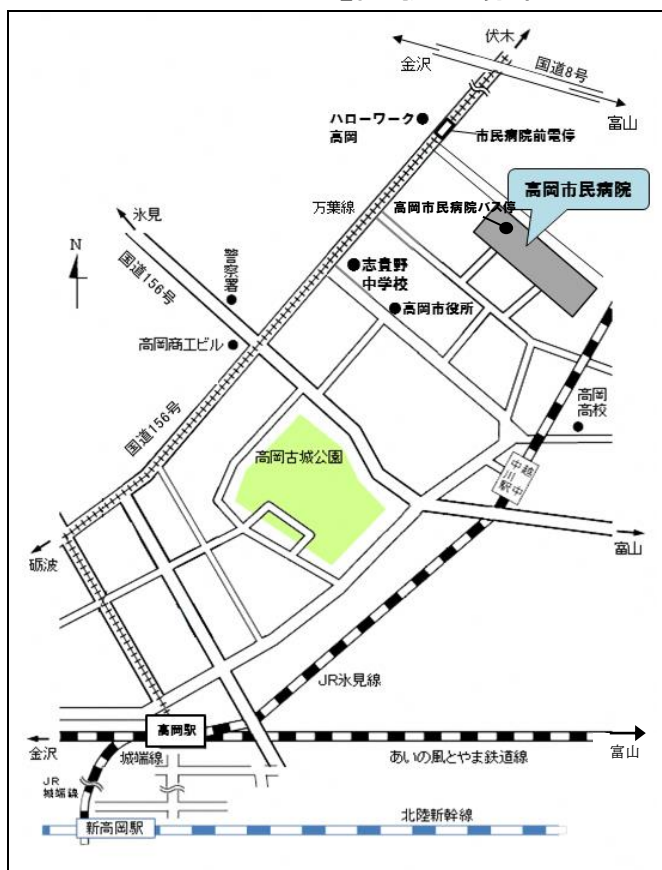 伏木
金沢
国道8号
富山
ハローワーク
高岡
市民病院前電停
高岡市民病院
高岡市民病院バス停
万葉線
氷見
国道156号
N
警察署
志貴野
中学校
高岡市役所
高岡商工ビル
国道156号
高岡高校
高岡古城公園
越中
中川駅
砺波
富山
JR氷見線
高岡駅
金沢
城端線
あいの風とやま鉄道線
富山
JR
城端線
北陸新幹線
新高岡駅